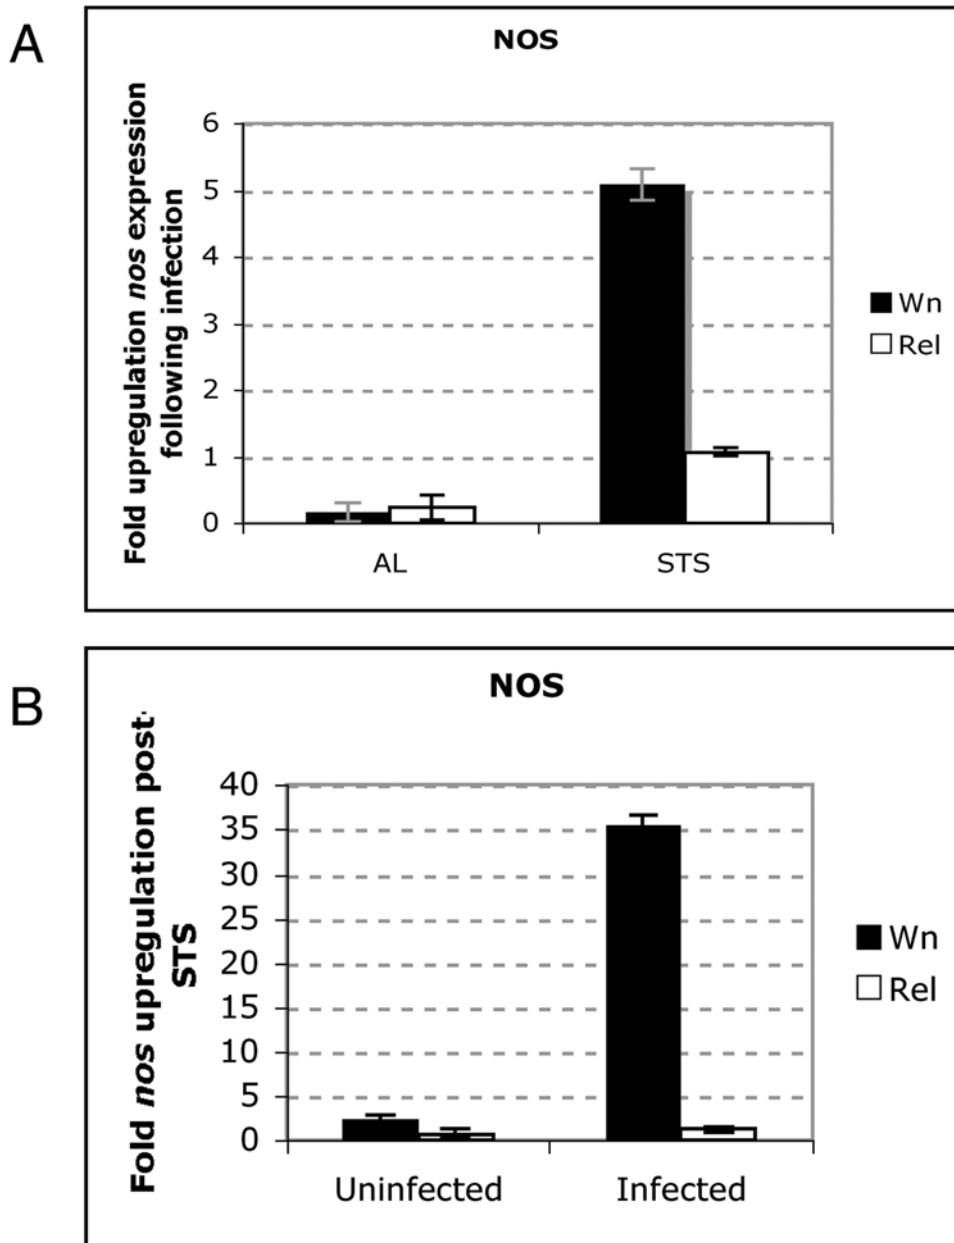 A
NOS
Fold upregulation nos expression
following infection
6
5
4
3
2
1
0
AL
STS
Wn
Rel
B
NOS
Fold nos upregulation post-
STS
40
35
30
25
20
15
10
5
0
Uninfected
Infected
Wn
Rel